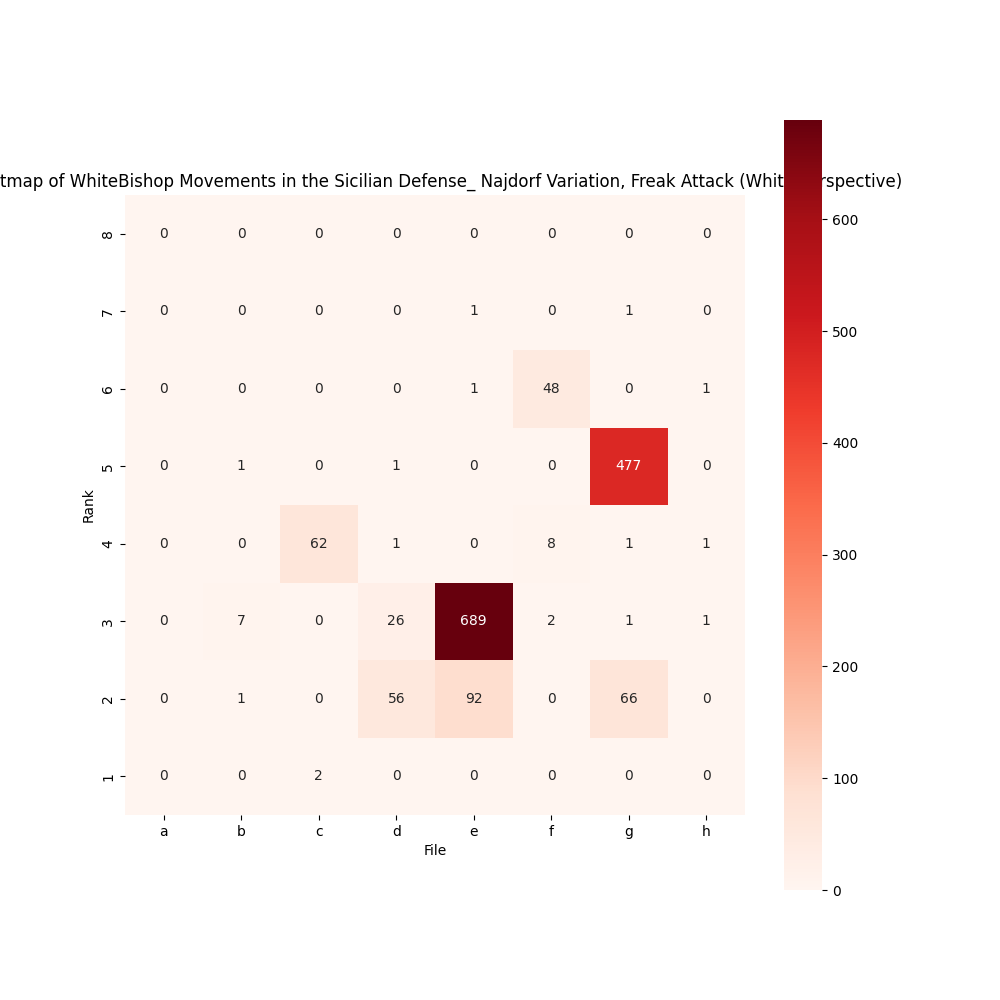 tmap of WhiteBishop Movements in the Sicilian Defense_ Najdorf Variation, Freak Attack (Whit rspective)
8 0 0 0 0 0 0 0 0
7 0 0 0 0 1 0 1 0
6 0 0 0 0 1 48 0 1
5 0 1 0 1 0 0 477 0
4 0 0 62 1 0 8 1 1
3 0 7 0 26 689 2 1 1
2 0 1 0 56 92 0 66 0
1 0 0 2 0 0 0 0 0
a b c d e f g h
File
Rank
600
500
400
300
200
100
0